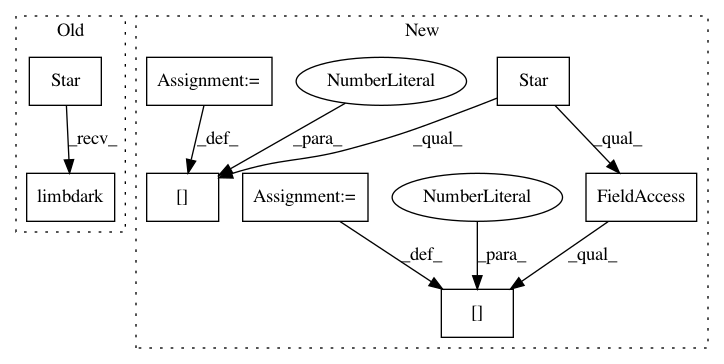 Old
New
Star
Assignment:=
NumberLiteral
Star
_recv_
_def_
_para_
_qual_
_qual_
limbdark
[]
Assignment:=
NumberLiteral
FieldAccess
_def_
_para_
_qual_
[]